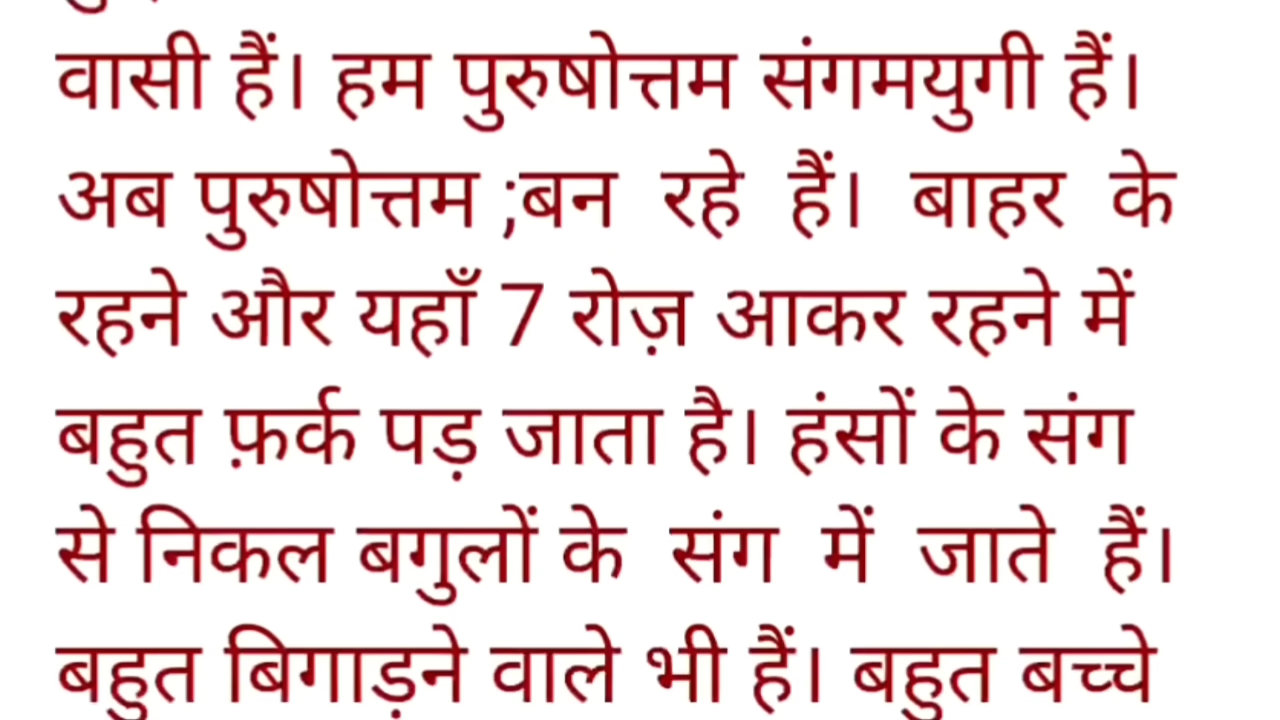 वासी हैं। हम पुरुषोत्तम संगमयुगी हैं।
अब पुरुषोत्तम ;बन रहे हैं। बाहर के
रहने और यहाँ 7 रोज़ आकर रहने में
बहुत फ़र्क पड़ जाता है। हंसों के संग
से निकल बगुलों के संग में जाते हैं।
बहुत बिगाड़ने वाले भी हैं। बहुत बच्चे